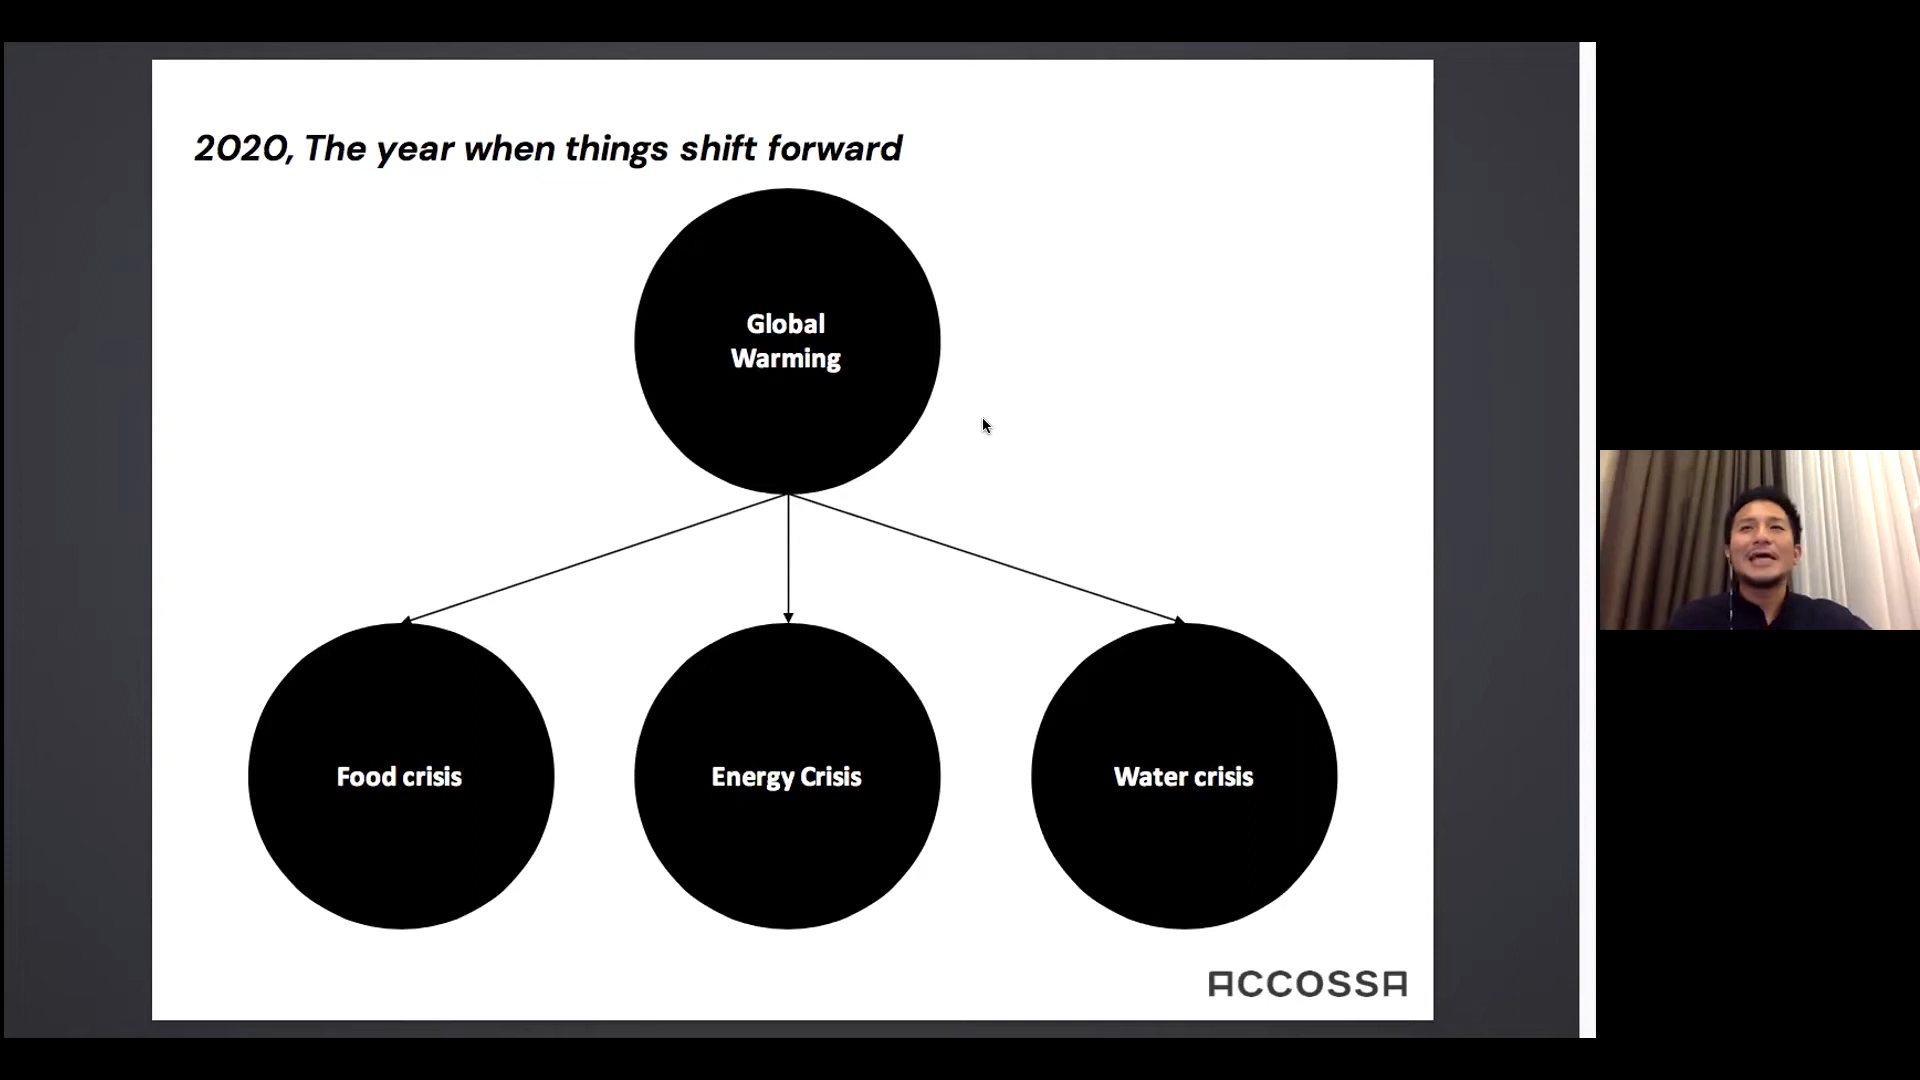 2020, The year when things shift forward
Global
Warming
Food crisis
Energy Crisis
Water crisis
ACCOSSA